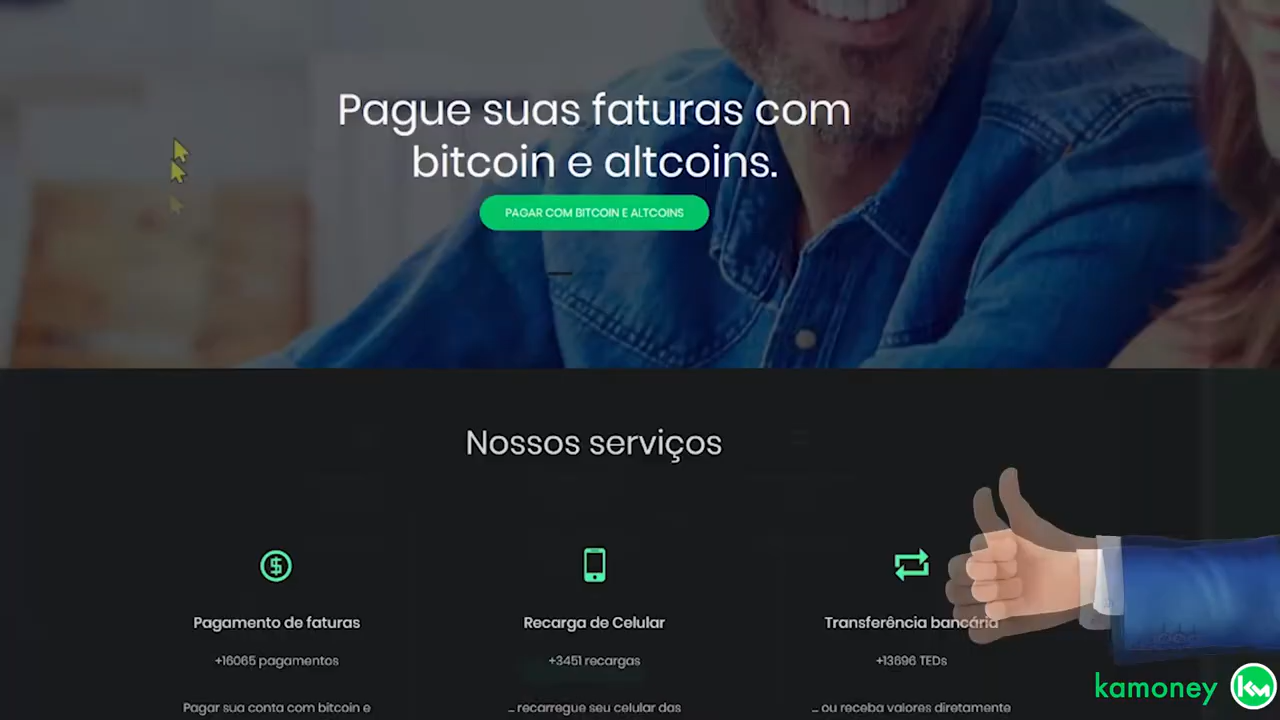 Pague suas faturas com
bitcoin e altcoins.
PAGAR COM BITCOIN E ALTCOINS
Nossos serviços
Pagamento de faturas
Recarga de Celular
Transferência bancária
+16065 pagamentos
+3451 recargas
+13696 TEDs
Pagar sua conta com bitcoin e
... recarregue seu celular das
... ou receba valores diretamente
kamoney
km